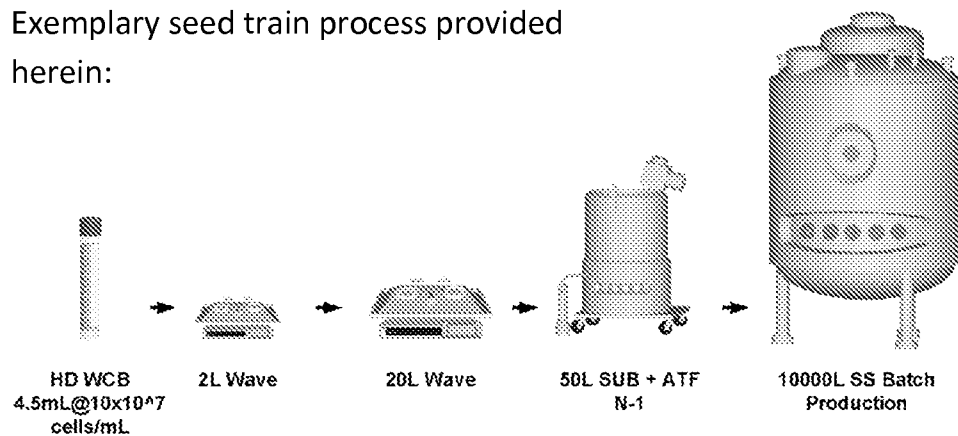 Exemplary seed train process provided
herein:
HD WCB
4.5mL@10x10^7
cells/mL
2L Wave
20L Wave
50L SUB + ATF
N-1
10000L SS Batch
Production